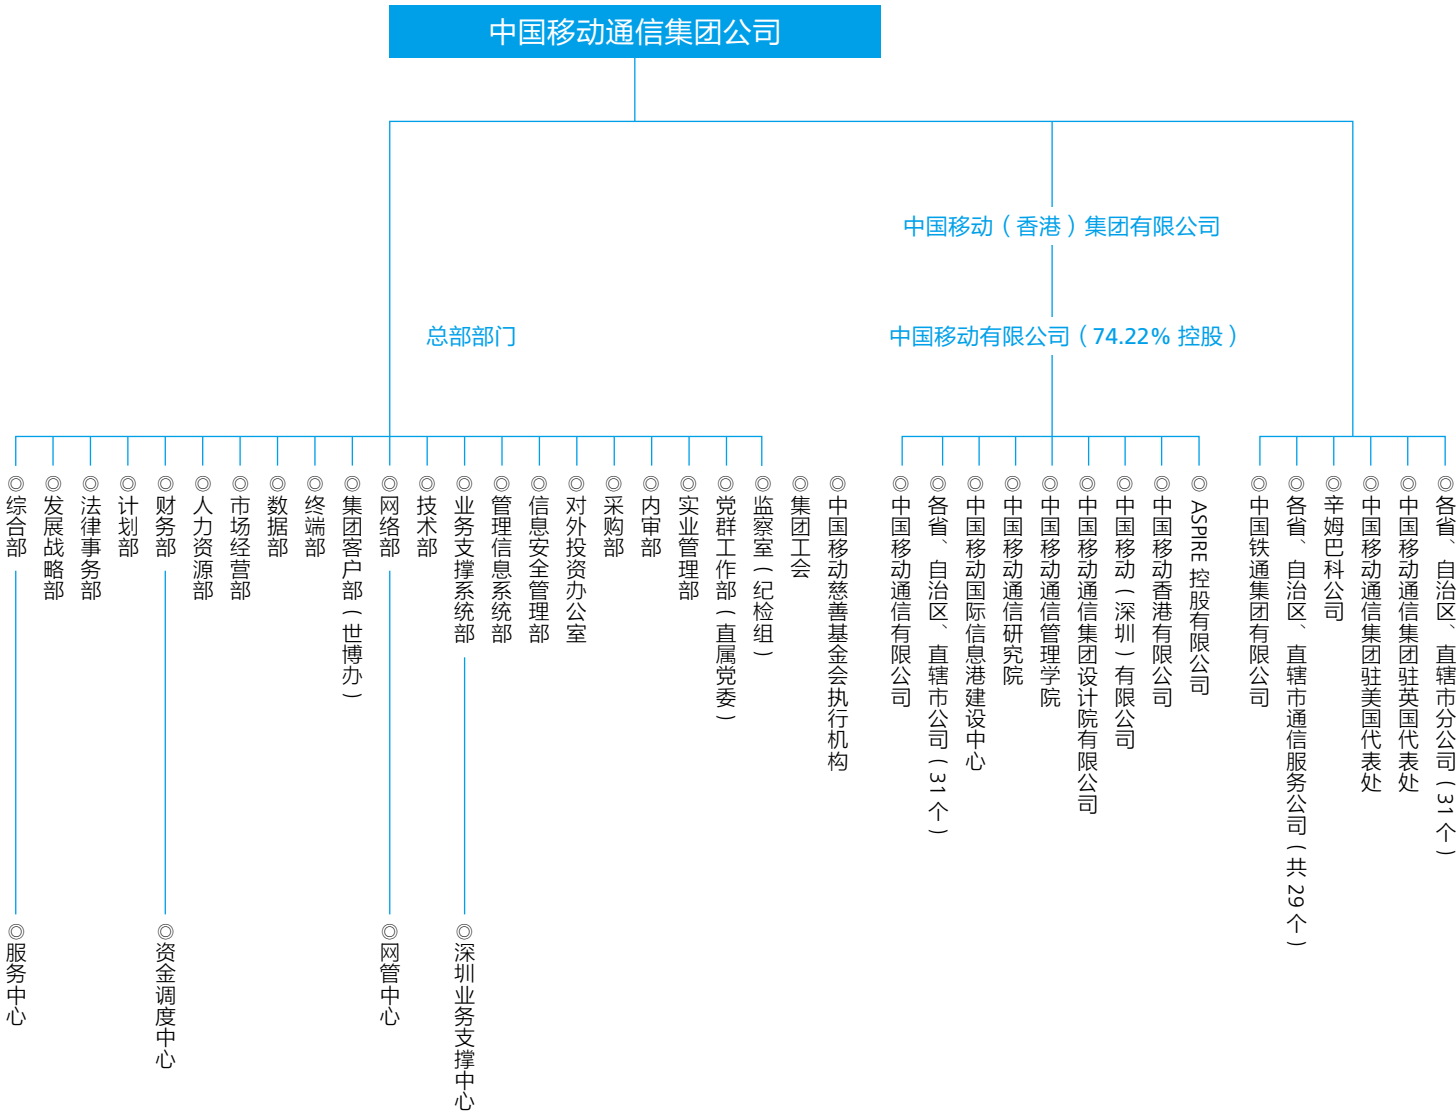 中国移动通信集团公司
中国移动（香港）集团有限公司
总部部门
中国移动有限公司（74.22% 控股）
◎综合部
◎发展战略部
◎法律事务部
◎计划部
◎财务部
◎人力资源部
◎市场经营部
◎数据部
◎终端部
◎集团客户部（世博办）
◎网络部
◎技术部
◎业务支撑系统部
◎管理信息系统部
◎信息安全管理部
◎对外投资办公室
◎采购部
◎内审部
◎实业管理部
◎党群工作部（直属党委）
◎监察室（纪检组）
◎集团工会
◎中国移动慈善基金会执行机构
◎中国移动通信有限公司
◎各省、自治区、直辖市公司（31 个）
◎中国移动国际信息港建设中心
◎中国移动通信研究院
◎中国移动通信管理学院
◎中国移动通信集团设计院有限公司
◎中国移动（深圳）有限公司
◎中国移动香港有限公司
◎ASPIRE 控股有限公司
◎中国铁通集团有限公司
◎各省、自治区、直辖市通信服务公司（共 29 个）
◎辛姆巴科公司
◎中国移动通信集团驻美国代表处
◎中国移动通信集团驻英国代表处
◎各省、自治区、直辖市分公司（31 个）
◎服务中心
◎资金调度中心
◎网管中心
◎深圳业务支撑中心